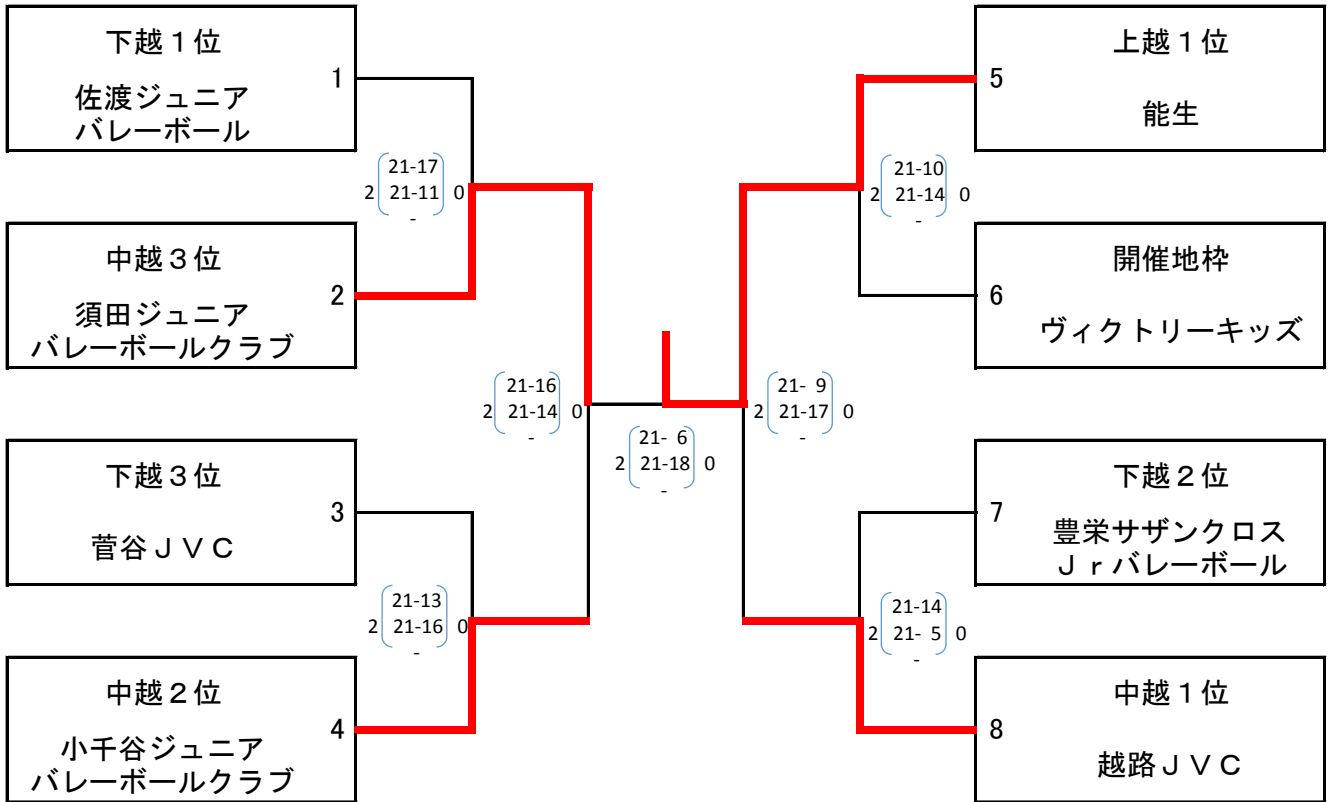 下越１位
佐渡ジュニア
バレーボール
1
中越３位
須田ジュニア
バレーボールクラブ
2
下越３位
菅谷ＪＶＣ
3
中越２位
小千谷ジュニア
バレーボールクラブ
4
21-17
2 21-11 0
-
21-13
2 21-16 0
-
21-16
2 21-14 0
-
21- 6
2 21-18 0
-
21- 9
2 21-17 0
-
21-10
2 21-14 0
-
21-14
2 21- 5 0
-
上越１位
5
能生
開催地枠
6
ヴィクトリーキッズ
下越２位
7
豊栄サザンクロス
Ｊｒバレーボール
中越１位
8
越路ＪＶＣ